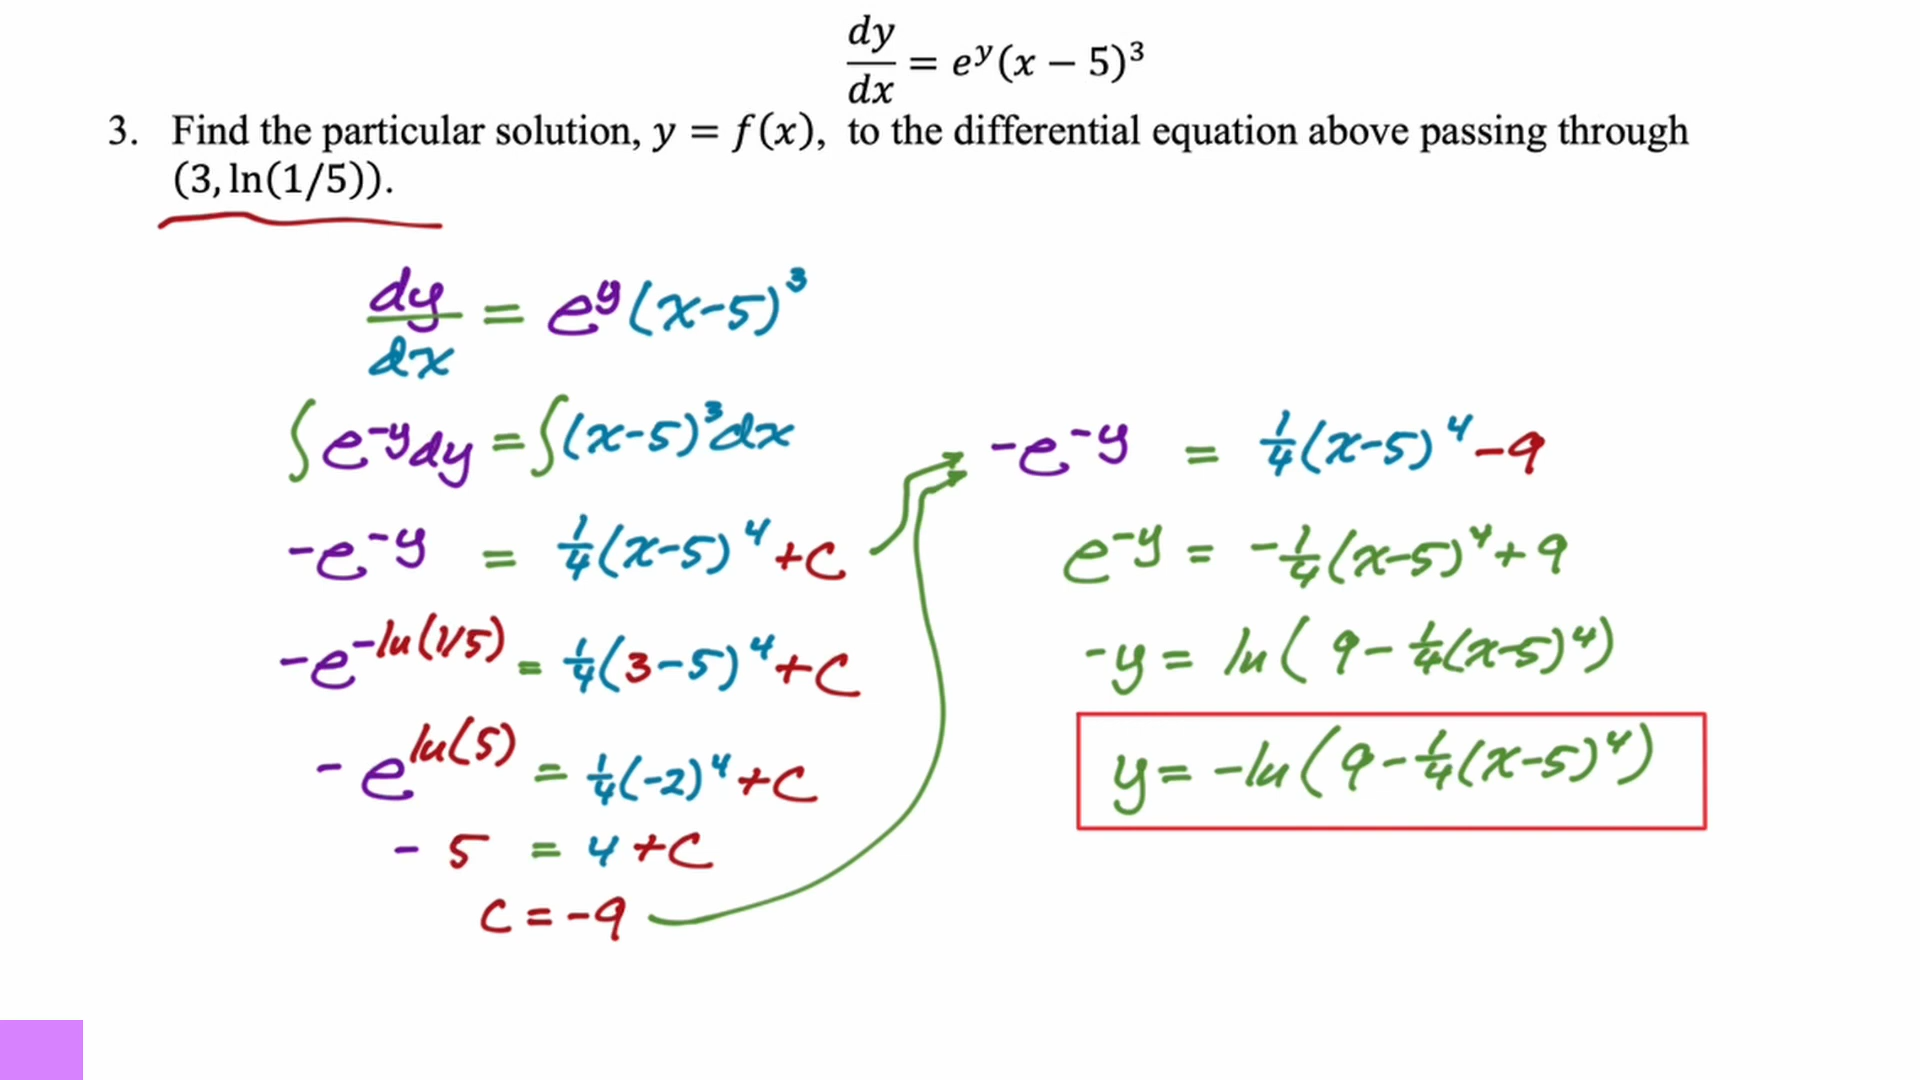 dy/dx = e^y(x − 5)^3
3. Find the particular solution, y = f(x), to the differential equation above passing through
(3, ln(1/5)).
dy/dx = e^y(x-5)^3
∫e^-y dy = ∫(x-5)^3 dx
-e^-y = 1/4(x-5)^4 +C
-e^-ln(1/5) = 1/4(3-5)^4 +C
-e^ln(5) = 1/4(-2)^4 +C
-5 = 4 +C
C = -9
-e^-y = 1/4(x-5)^4 -9
e^-y = -1/4(x-5)^4 + 9
-y = ln(9 - 1/4(x-5)^4)
y = -ln(9 - 1/4(x-5)^4)